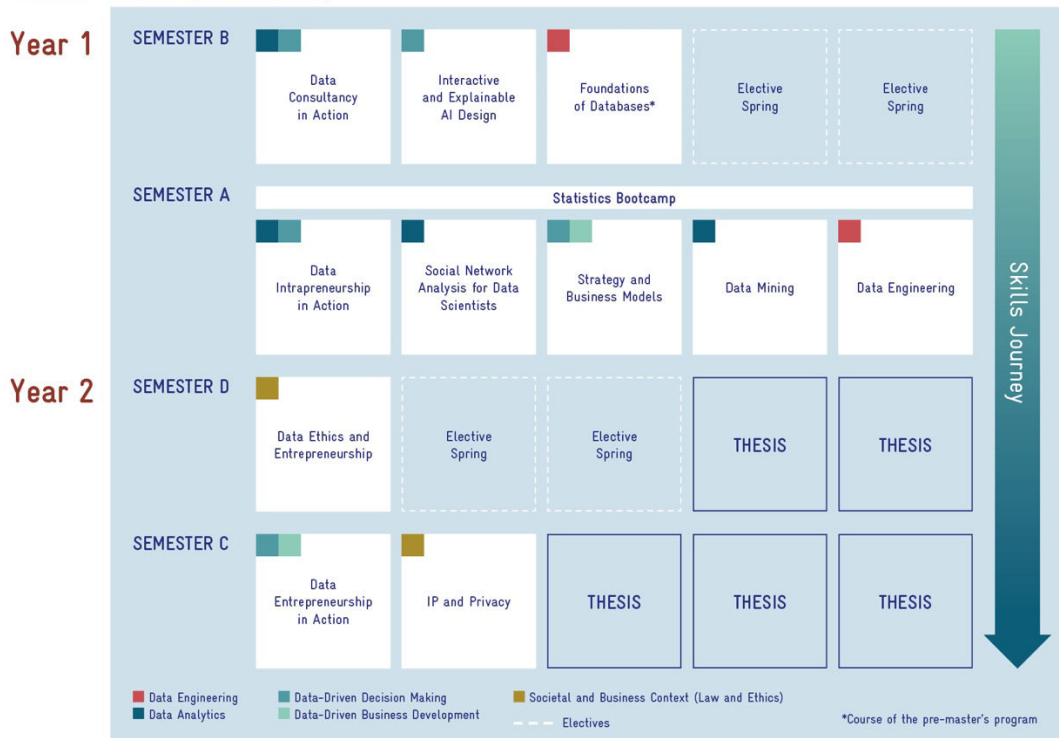 Year 1
SEMESTER B
Data
Consultancy
in Action
Interactive
and Explainable
AI Design
Foundations
of Databases*
Elective
Spring
Elective
Spring
SEMESTER A
Statistics Bootcamp
Data
Intrapreneurship
in Action
Social Network
Analysis for Data
Scientists
Strategy and
Business Models
Data Mining
Data Engineering
Year 2
SEMESTER D
Data Ethics and
Entrepreneurship
Elective
Spring
Elective
Spring
THESIS
THESIS
SEMESTER C
Data
Entrepreneurship
in Action
IP and Privacy
THESIS
THESIS
THESIS
Skills Journey
Data Engineering
Data Analytics
Data-Driven Decision Making
Data-Driven Business Development
Societal and Business Context (Law and Ethics)
Electives
*Course of the pre-master's program